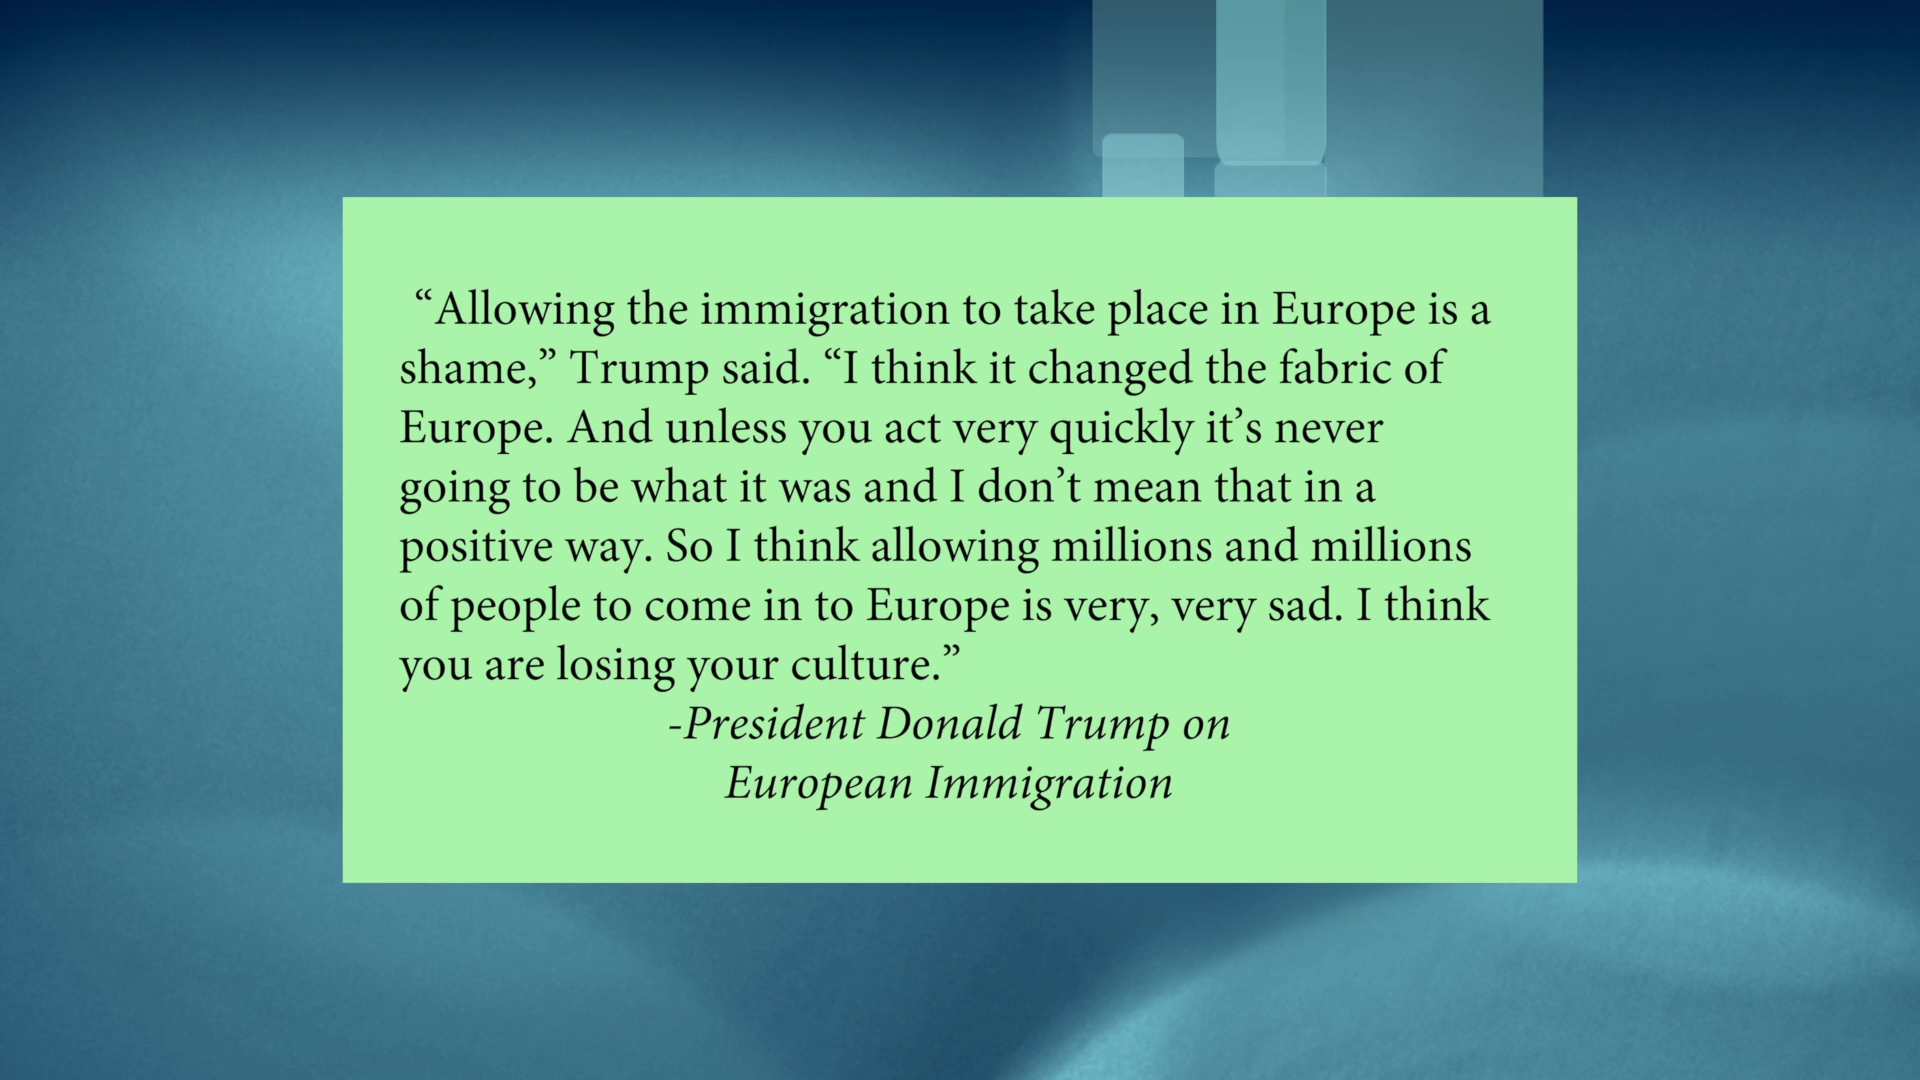 “Allowing the immigration to take place in Europe is a
shame,” Trump said. “I think it changed the fabric of
Europe. And unless you act very quickly it’s never
going to be what it was and I don’t mean that in a
positive way. So I think allowing millions and millions
of people to come in to Europe is very, very sad. I think
you are losing your culture.”
-President Donald Trump on
European Immigration